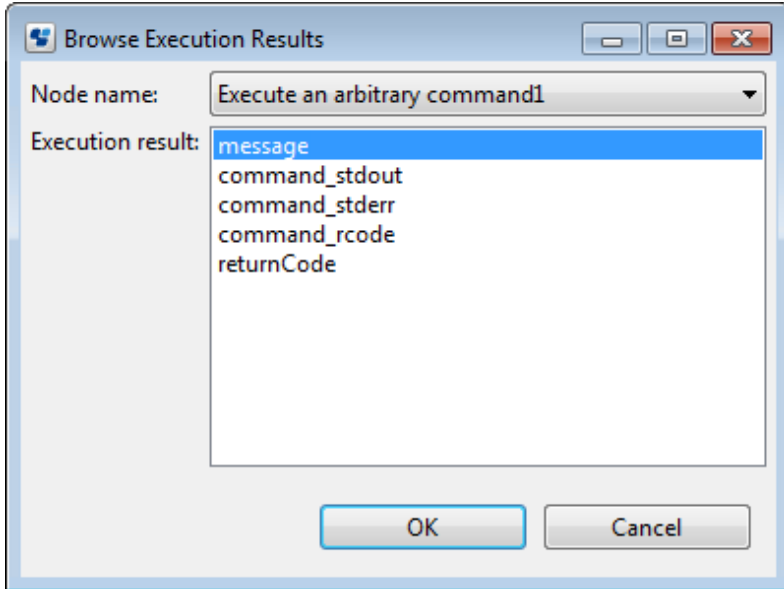 Browse Execution Results
Node name: Execute an arbitrary command1
Execution result: message
command_stdout
command_stderr
command_rcode
returnCode
OK Cancel